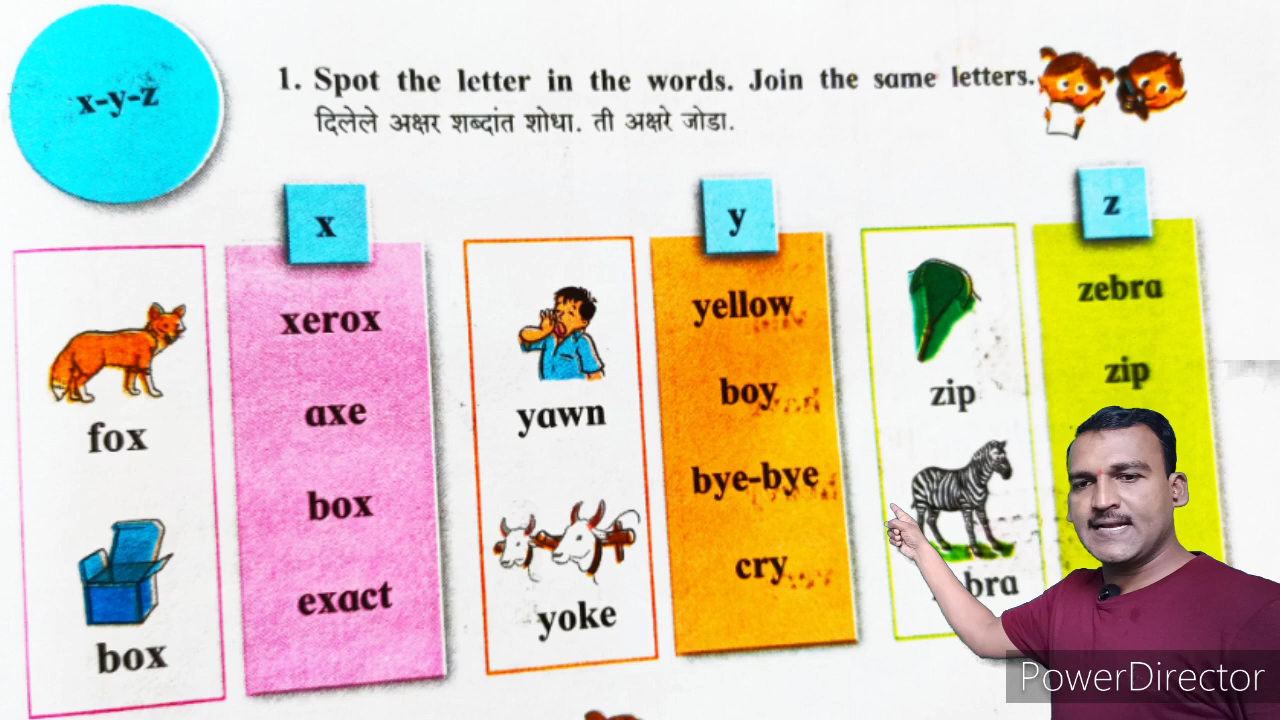 x-y-z
1. Spot the letter in the words. Join the same letters.
दिलेले अक्षर शब्दांत शोधा. ती अक्षरे जोडा.
fox
box
x
xerox
axe
box
exact
yawn
yoke
y
yellow
boy
bye-bye
cry
zip
bra
z
zebra
zip
PowerDirector